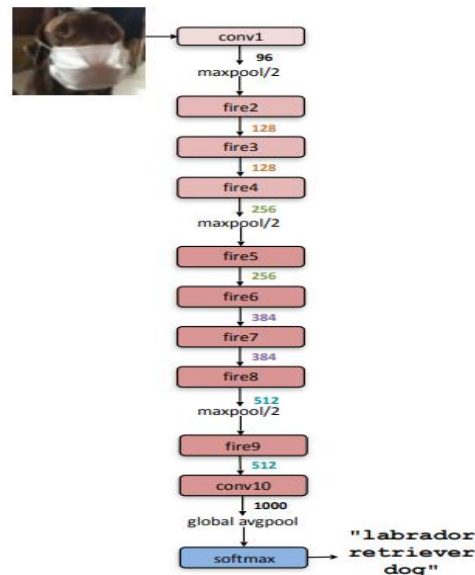 conv1
96
maxpool/2
fire2
128
fire3
128
fire4
256
maxpool/2
fire5
256
fire6
384
fire7
384
fire8
512
maxpool/2
fire9
512
conv10
1000
global avgpool
softmax
"labrador
retriever
dog"